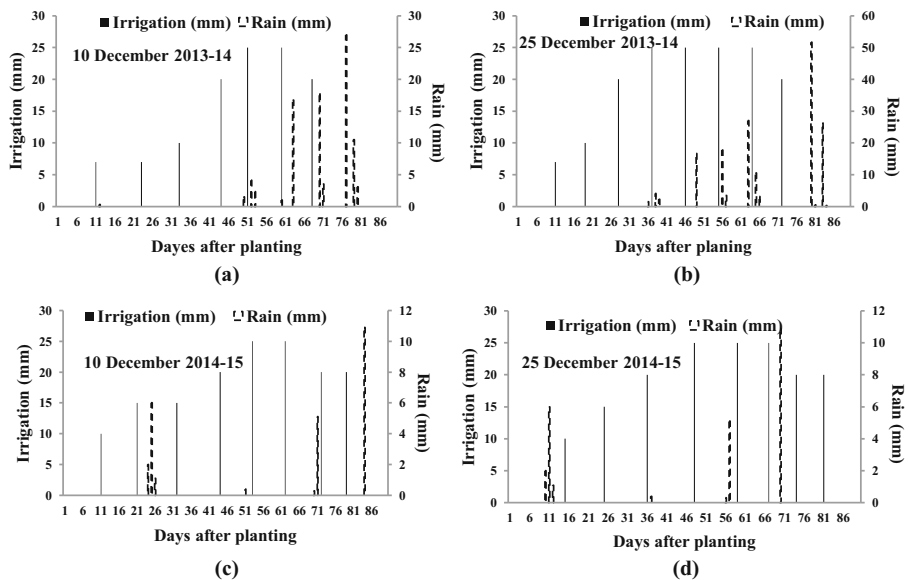 Irrigation (mm) Rain (mm)
10 December 2013-14
Irrigation (mm)
30
25
20
15
10
5
0
30
25
20
15
10
5
0
Rain (mm)
1 6 11 16 21 26 31 36 41 46 51 56 61 66 71 76 81 86
Dayes after planting
(a)
Irrigation (mm) Rain (mm)
25 December 2013-14
Irrigation (mm)
30
25
20
15
10
5
0
60
50
40
30
20
10
0
Rain (mm)
1 6 11 16 21 26 31 36 41 46 51 56 61 66 71 76 81 86
Days after planing
(b)
Irrigation (mm) Rain (mm)
10 December 2014-15
Irrigation (mm)
30
25
20
15
10
5
0
12
10
8
6
4
2
0
Rain (mm)
1 6 11 16 21 26 31 36 41 46 51 56 61 66 71 76 81 86
Days after planting
(c)
Irrigation (mm) Rain (mm)
25 December 2014-15
Irrigation (mm)
30
25
20
15
10
5
0
12
10
8
6
4
2
0
Rain (mm)
1 6 11 16 21 26 31 36 41 46 51 56 61 66 71 76 81 86
Days after planting
(d)